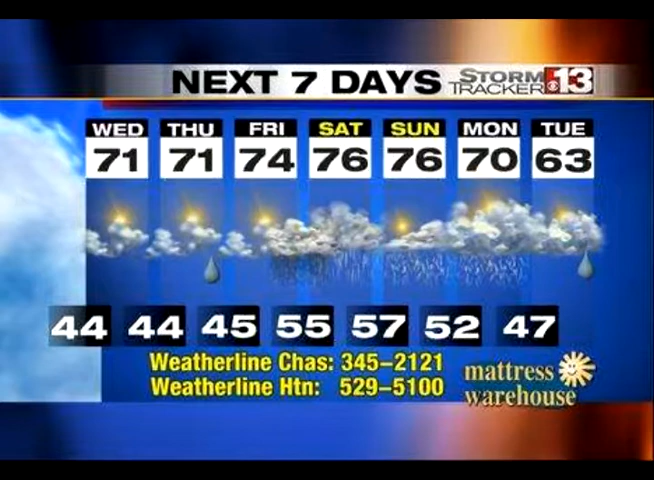 NEXT 7 DAYS STORM TRACKER 13
WED THU FRI SAT SUN MON TUE
71 71 74 76 76 70 63
44 44 45 55 57 52 47
Weatherline Chas: 345-2121
Weatherline Htn: 529-5100
mattress
warehouse